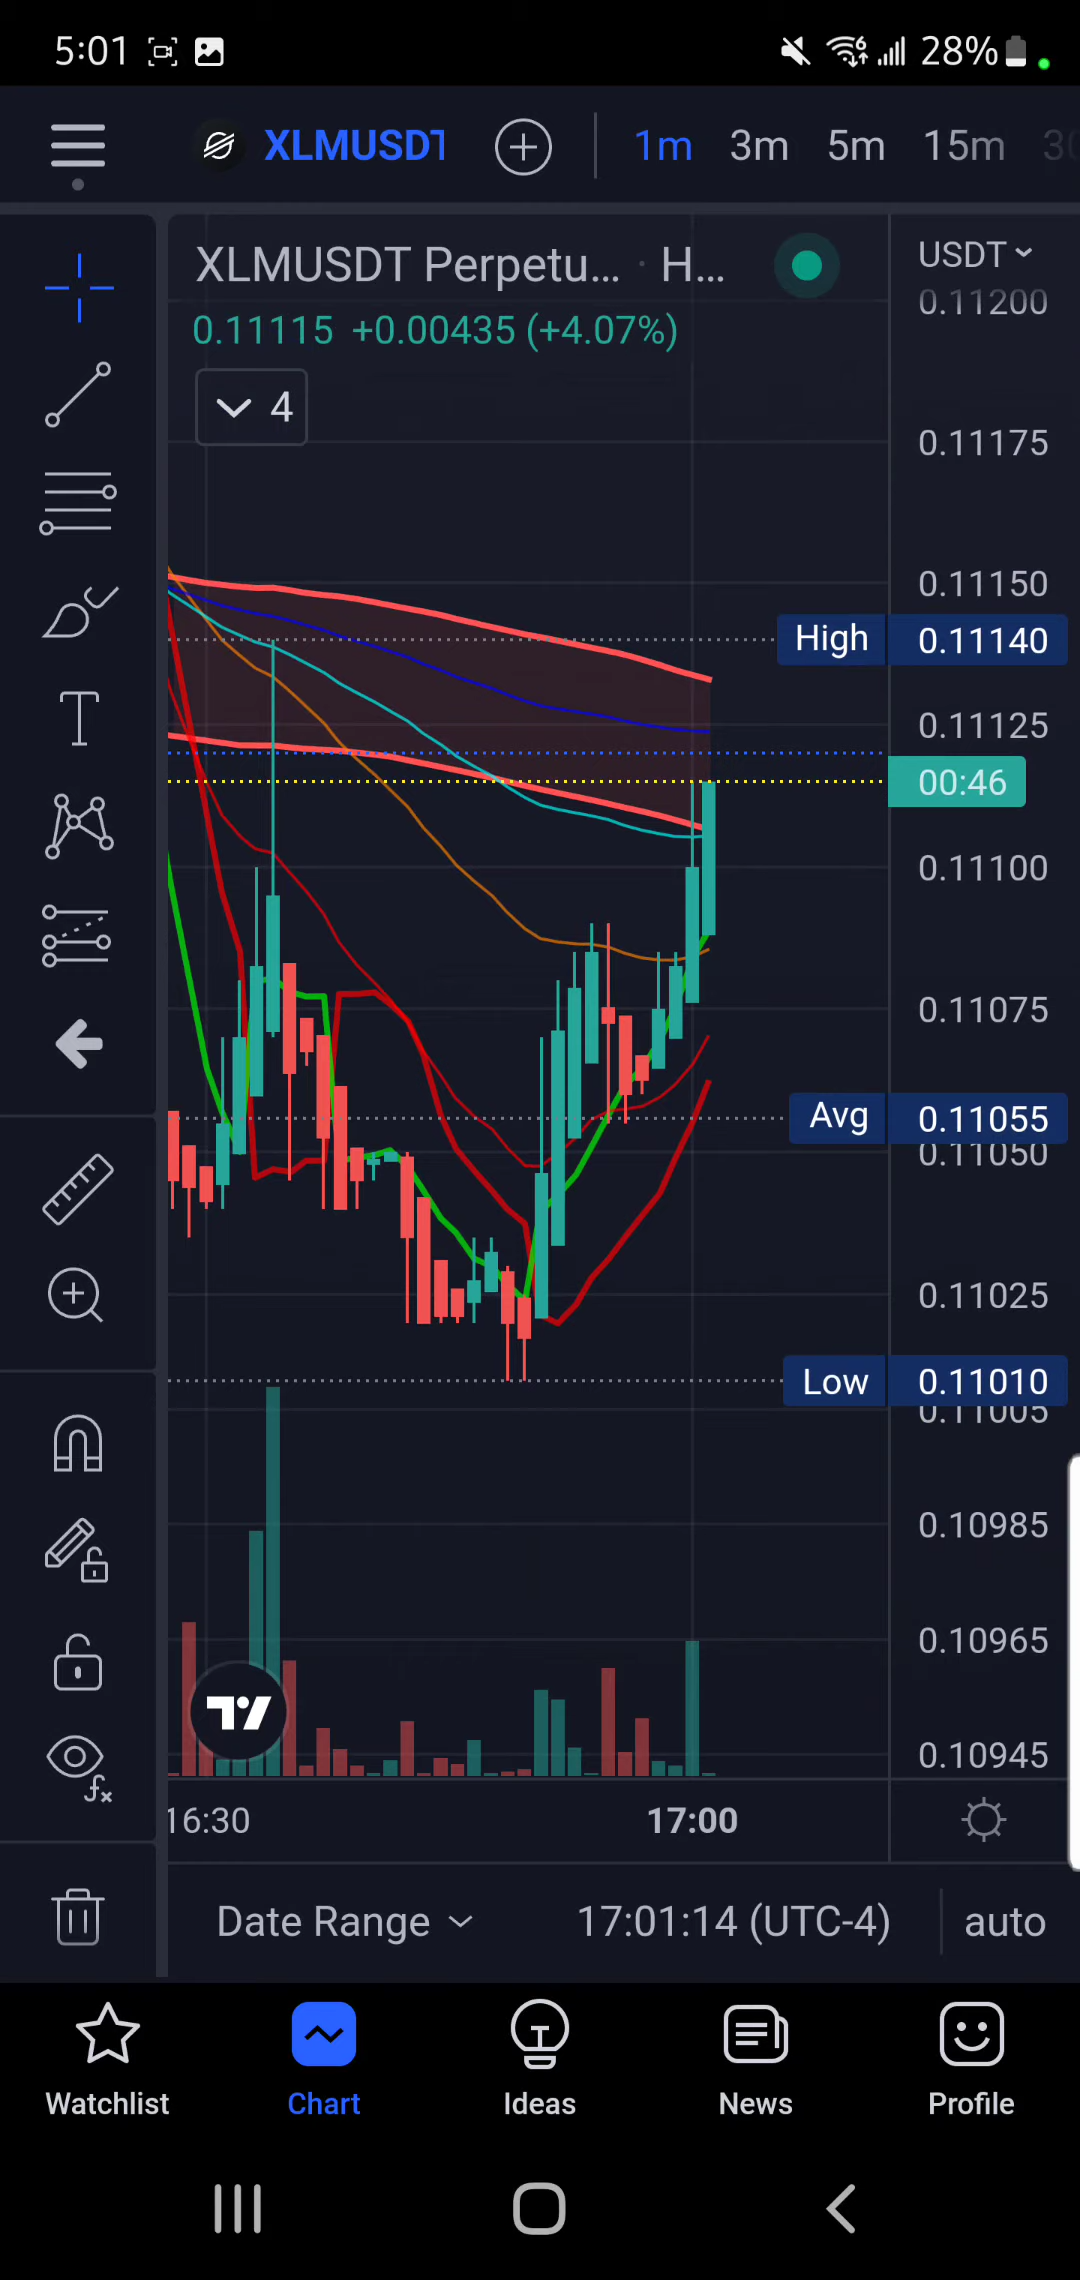 5:01 28%
XLMUSDT 1m 3m 5m 15m 30
XLMUSDT Perpetu... · H...
USDT
0.11200
0.11115 +0.00435 (+4.07%)
4
0.11175
0.11150
High 0.11140
0.11125
00:46
0.11100
0.11075
Avg 0.11055
0.11050
0.11025
Low 0.11010
0.11005
0.10985
0.10965
0.10945
16:30 17:00
Date Range 17:01:14 (UTC-4) auto
Watchlist Chart Ideas News Profile